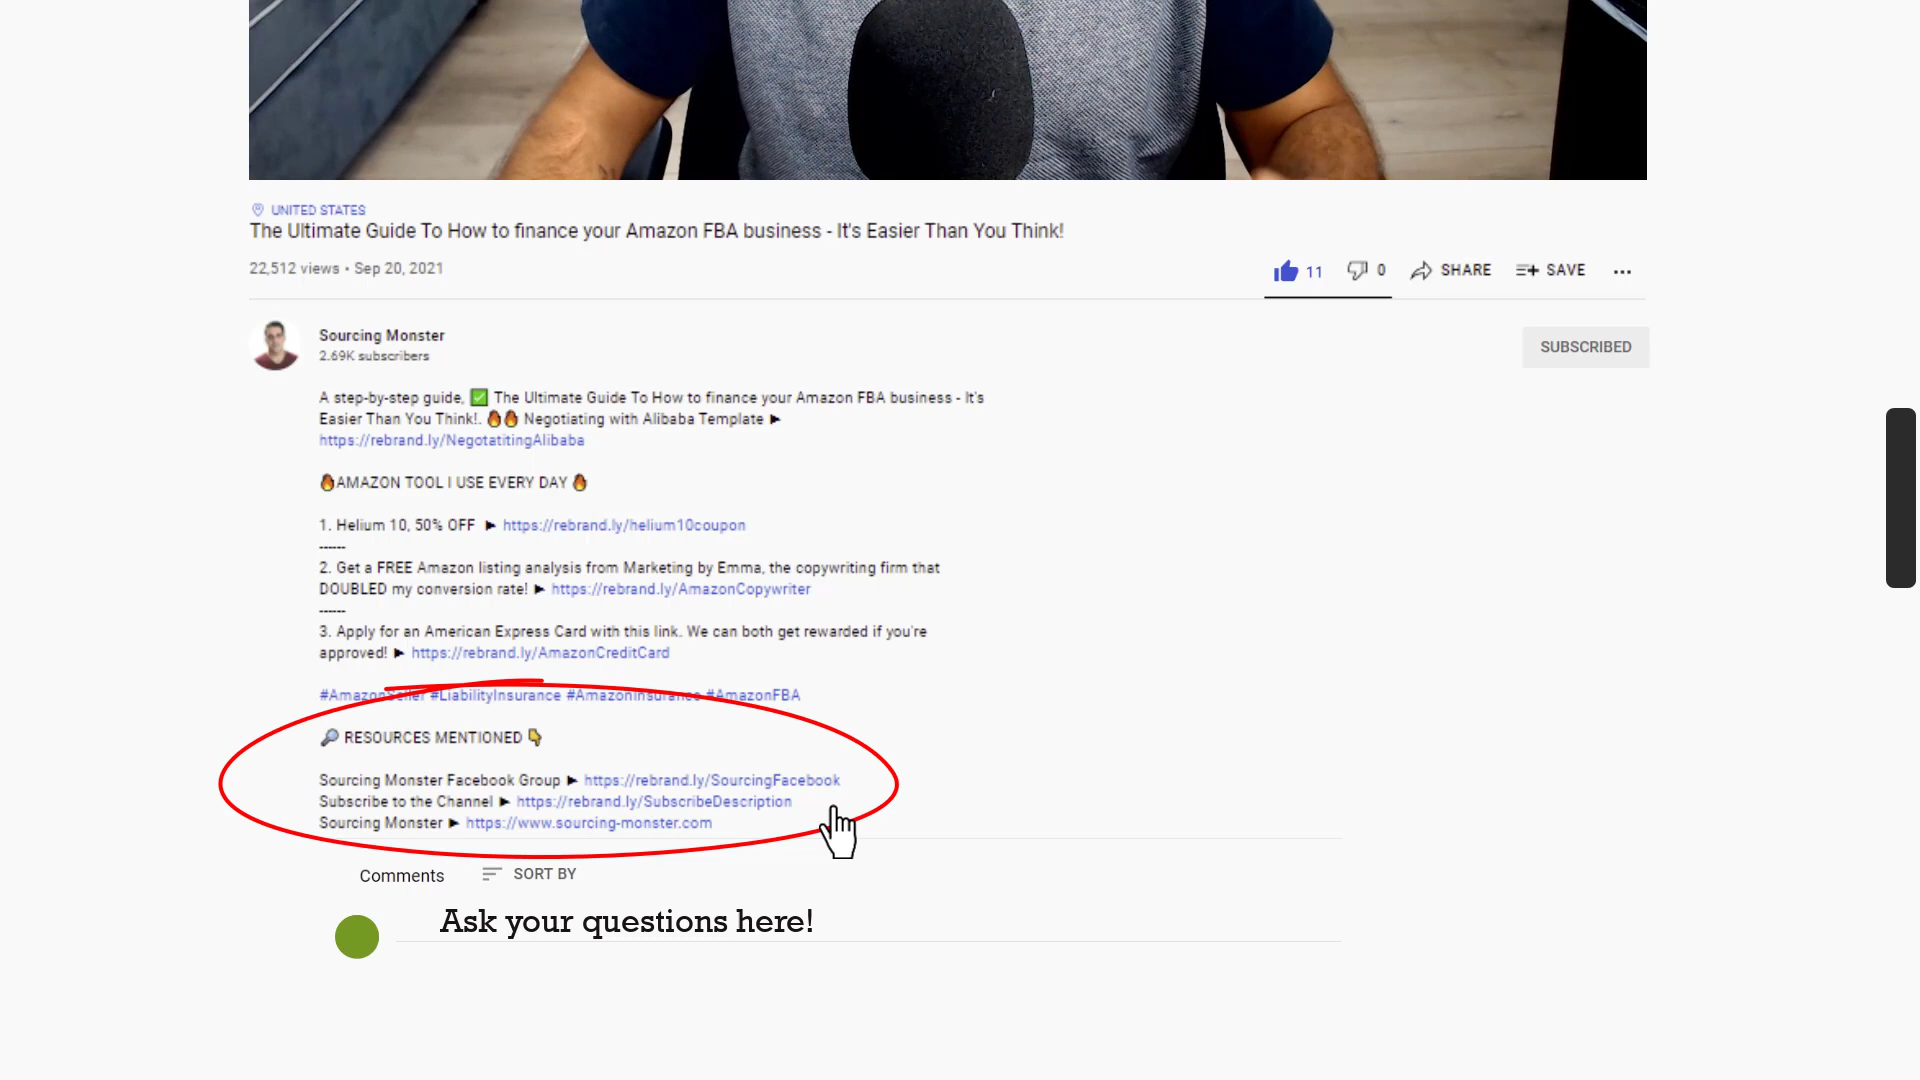 UNITED STATES
The Ultimate Guide To How to finance your Amazon FBA business - It's Easier Than You Think!
22,512 views • Sep 20, 2021
11 0 SHARE SAVE ...
Sourcing Monster
2.69K subscribers
SUBSCRIBED
A step-by-step guide, ✅ The Ultimate Guide To How to finance your Amazon FBA business - It's
Easier Than You Think!. 🔥🔥 Negotiating with Alibaba Template ►
https://rebrand.ly/NegotatitingAlibaba
🔥AMAZON TOOL I USE EVERY DAY 🔥
1. Helium 10, 50% OFF ► https://rebrand.ly/helium10coupon
------
2. Get a FREE Amazon listing analysis from Marketing by Emma, the copywriting firm that
DOUBLED my conversion rate! ► https://rebrand.ly/AmazonCopywriter
------
3. Apply for an American Express Card with this link. We can both get rewarded if you're
approved! ► https://rebrand.ly/AmazonCreditCard
#AmazonSeller #LiabilityInsurance #AmazonInsurance #AmazonFBA
🔎 RESOURCES MENTIONED 👇
Sourcing Monster Facebook Group ► https://rebrand.ly/SourcingFacebook
Subscribe to the Channel ► https://rebrand.ly/SubscribeDescription
Sourcing Monster ► https://www.sourcing-monster.com
Comments SORT BY
Ask your questions here!